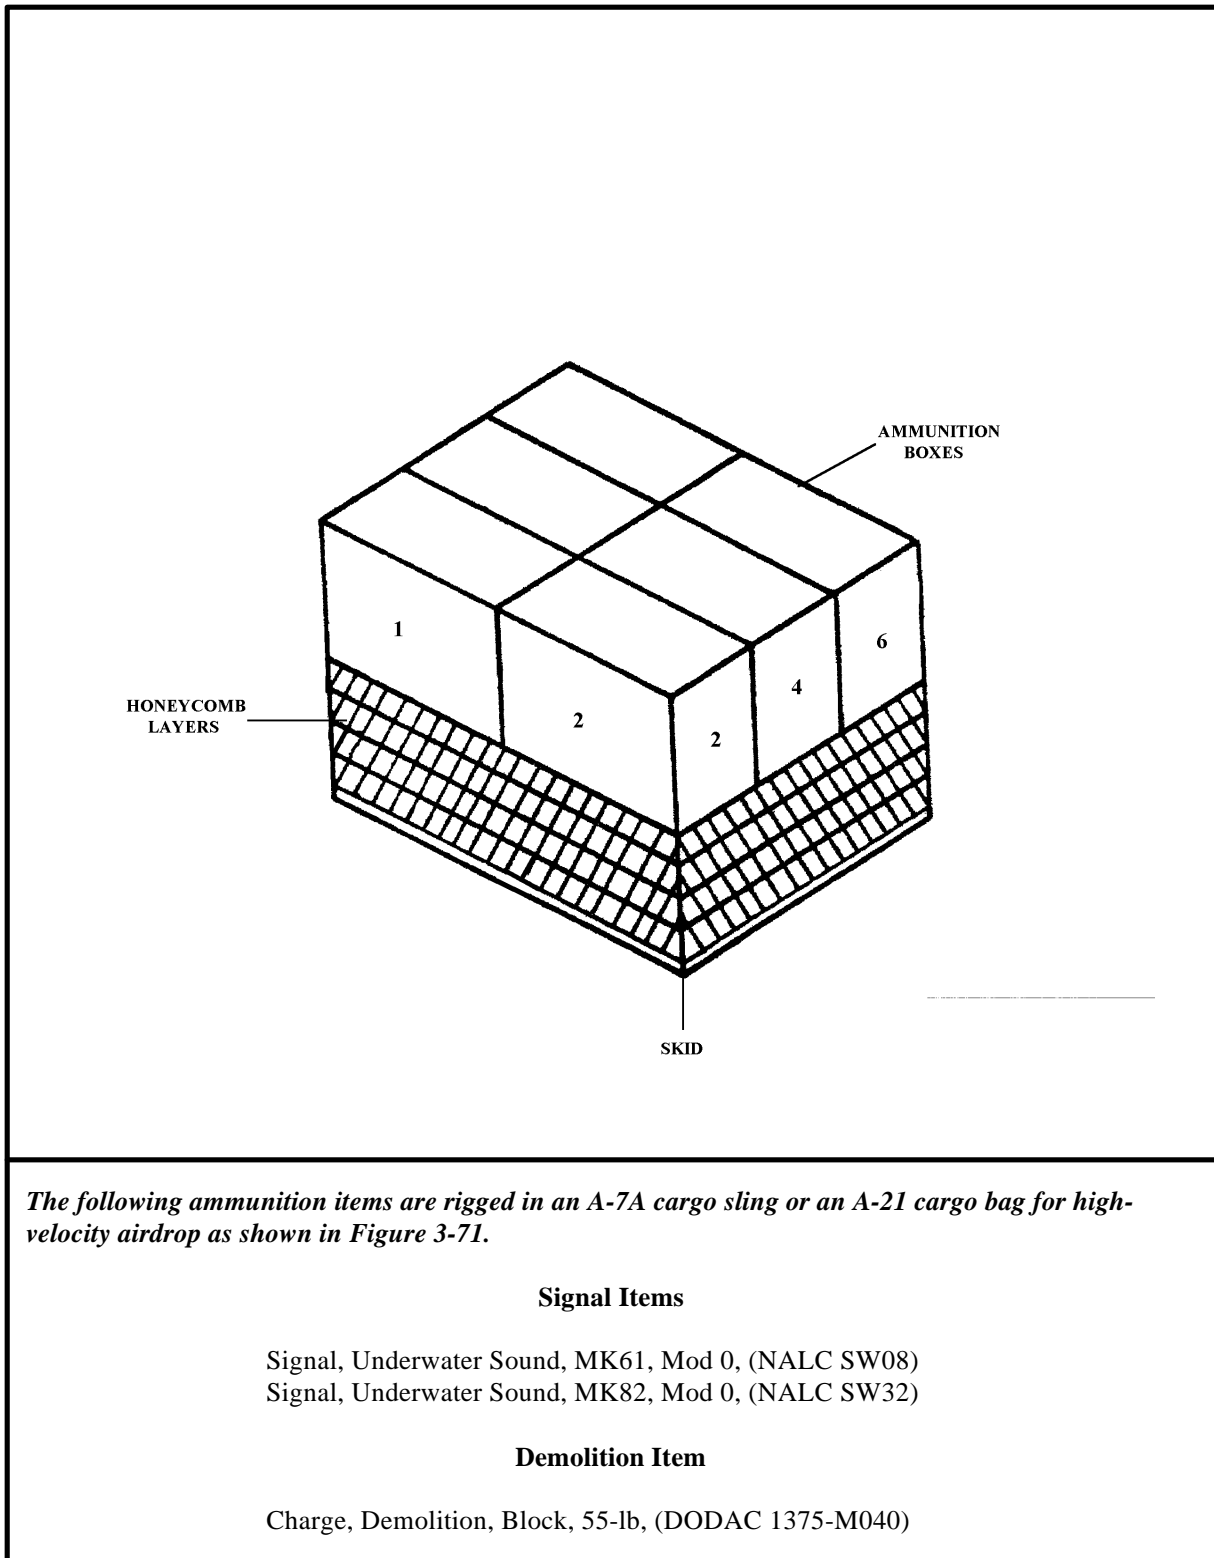 AMMUNITION
BOXES
1
6
4
HONEYCOMB
LAYERS
2
2
SKID
The following ammunition items are rigged in an A-7A cargo sling or an A-21 cargo bag for high-
velocity airdrop as shown in Figure 3-71.
Signal Items
Signal, Underwater Sound, MK61, Mod 0, (NALC SW08)
Signal, Underwater Sound, MK82, Mod 0, (NALC SW32)
Demolition Item
Charge, Demolition, Block, 55-lb, (DODAC 1375-M040)